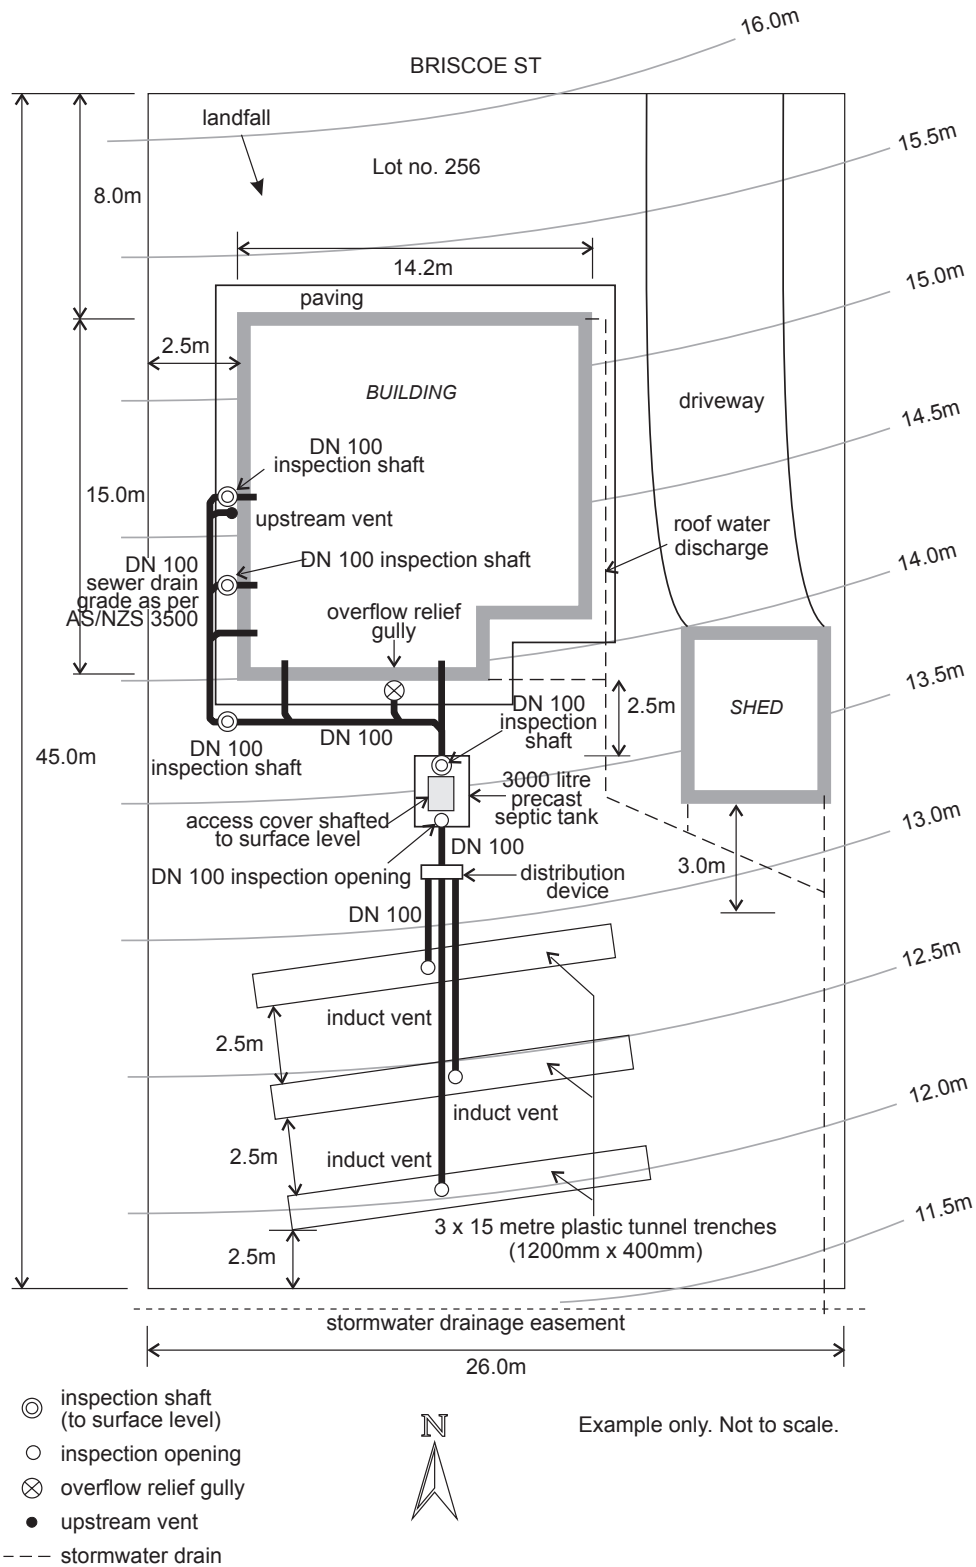 16.0m
BRISCOE ST
landfall
15.5m
Lot no. 256
8.0m
14.2m
15.0m
paving
2.5m
BUILDING
driveway
14.5m
DN 100
inspection shaft
15.0m
upstream vent
roof water
discharge
DN 100
sewer drain
grade as per
AS/NZS 3500
DN 100 inspection shaft
14.0m
overflow relief
gully
13.5m
2.5m
SHED
DN 100
inspection
shaft
DN 100
DN 100
inspection shaft
45.0m
3000 litre
precast
septic tank
13.0m
access cover shafted
to surface level
DN 100
3.0m
DN 100 inspection opening
distribution
device
DN 100
12.5m
induct vent
2.5m
12.0m
induct vent
2.5m
induct vent
11.5m
3 x 15 metre plastic tunnel trenches
(1200mm x 400mm)
2.5m
stormwater drainage easement
26.0m
inspection shaft
(to surface level)
N
Example only. Not to scale.
inspection opening
overflow relief gully
upstream vent
stormwater drain